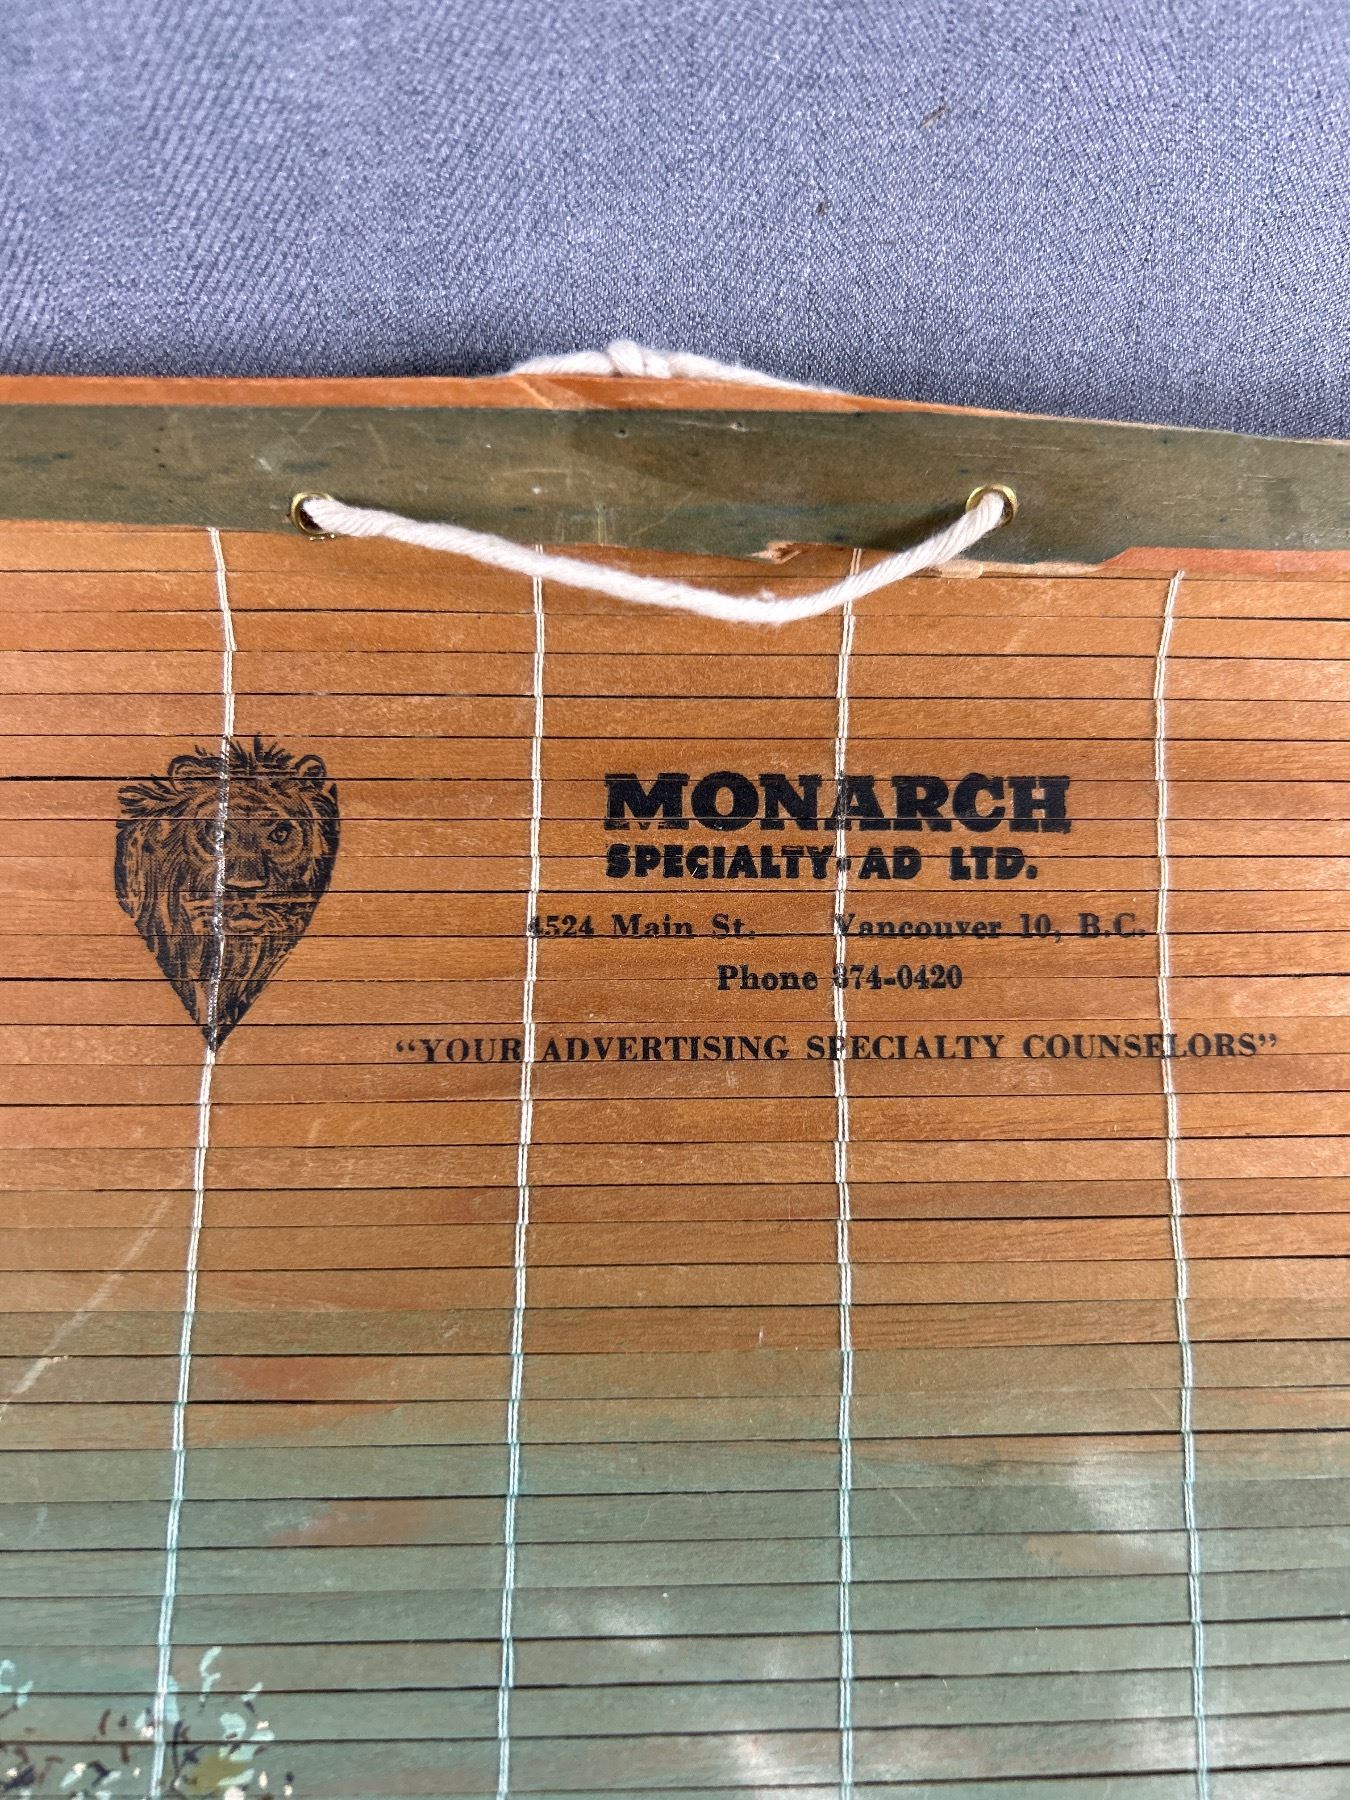 MONARCH
SPECIALTY-AD LTD.
4524 Main St. Vancouver 10, B.C.
Phone 874-0420
“YOUR ADVERTISING SPECIALTY COUNSELORS”